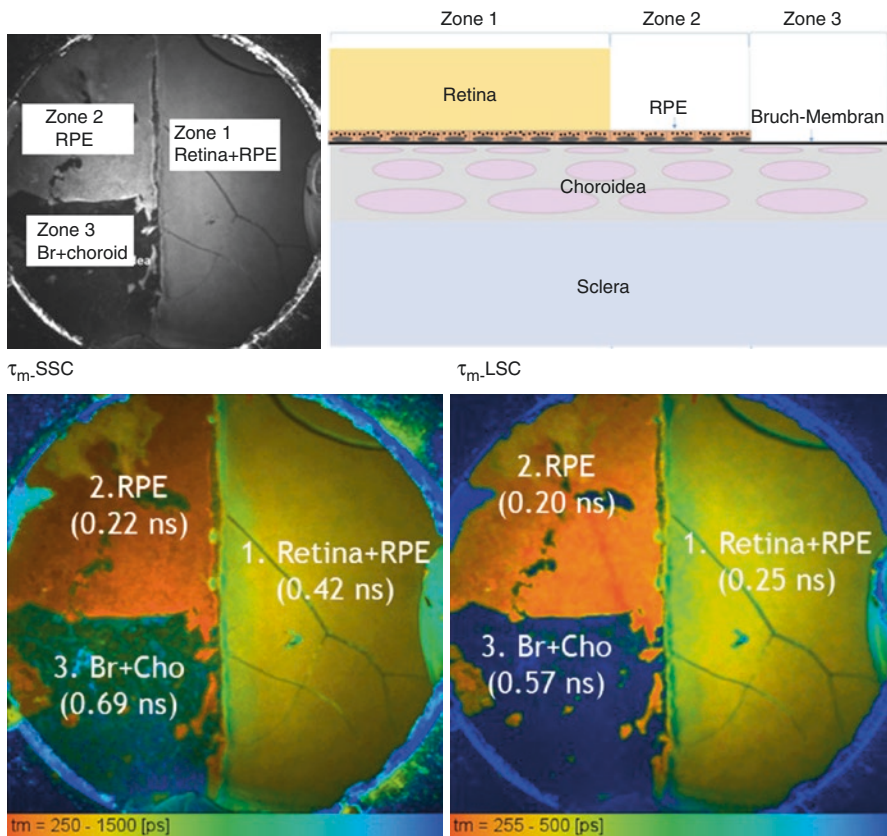 Zone 2
RPE
Zone 1
Retina+RPE
Zone 3
Br+choroid
Zone 1
Zone 2
Zone 3
Retina
RPE
Bruch-Membran
Choroidea
Sclera
τm-SSC
τm-LSC
2.RPE
(0.22 ns)
1. Retina+RPE
(0.42 ns)
3. Br+Cho
(0.69 ns)
tm = 250 - 1500 [ps]
2.RPE
(0.20 ns)
1. Retina+RPE
(0.25 ns)
3. Br+Cho
(0.57 ns)
tm = 255 - 500 [ps]